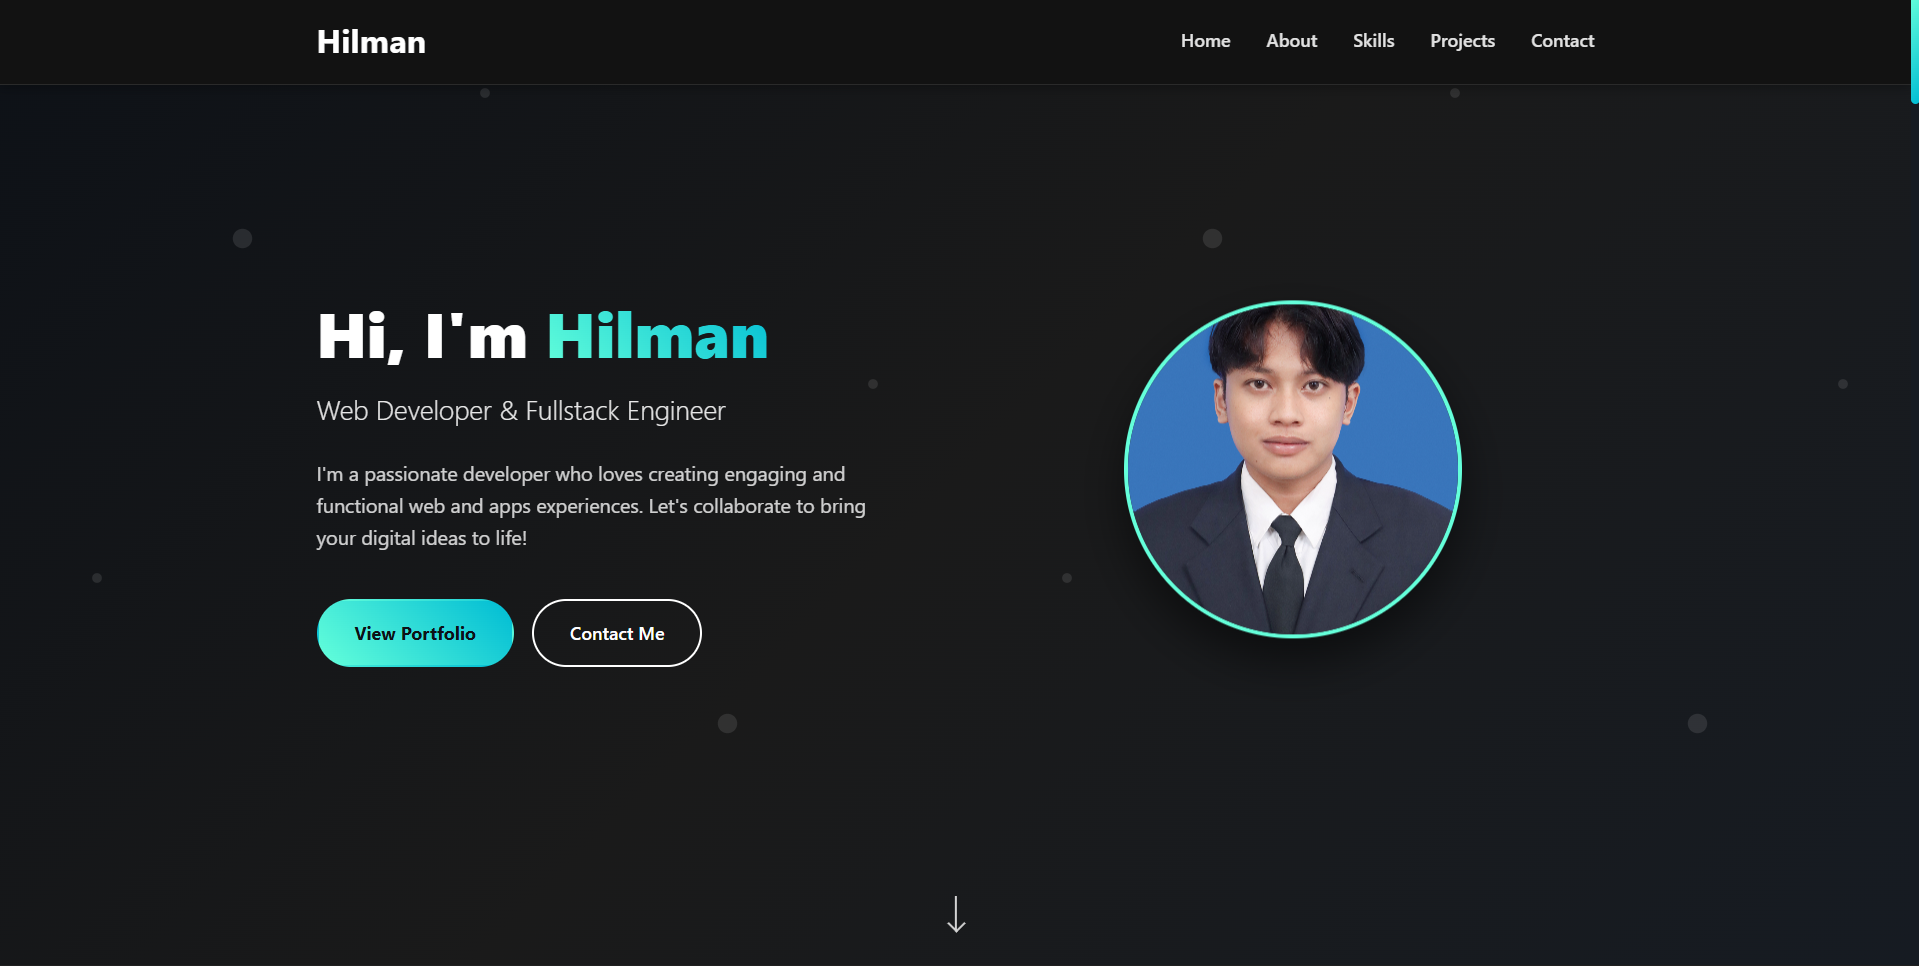 Hilman
Home About Skills Projects Contact
Hi, I'm Hilman
Web Developer & Fullstack Engineer
I'm a passionate developer who loves creating engaging and
functional web and apps experiences. Let's collaborate to bring
your digital ideas to life!
View Portfolio
Contact Me